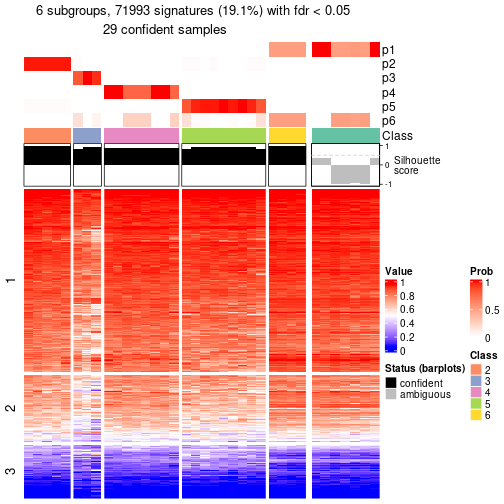 6 subgroups, 71993 signatures (19.1%) with fdr < 0.05
29 confident samples
p1
p2
p3
p4
p5
p6
Class
1
0
-1
Silhouette
score
1
2
3
Value
1
0.8
0.6
0.4
0.2
0
Status (barplots)
confident
ambiguous
Prob
1
0.5
0
Class
2
3
4
5
6